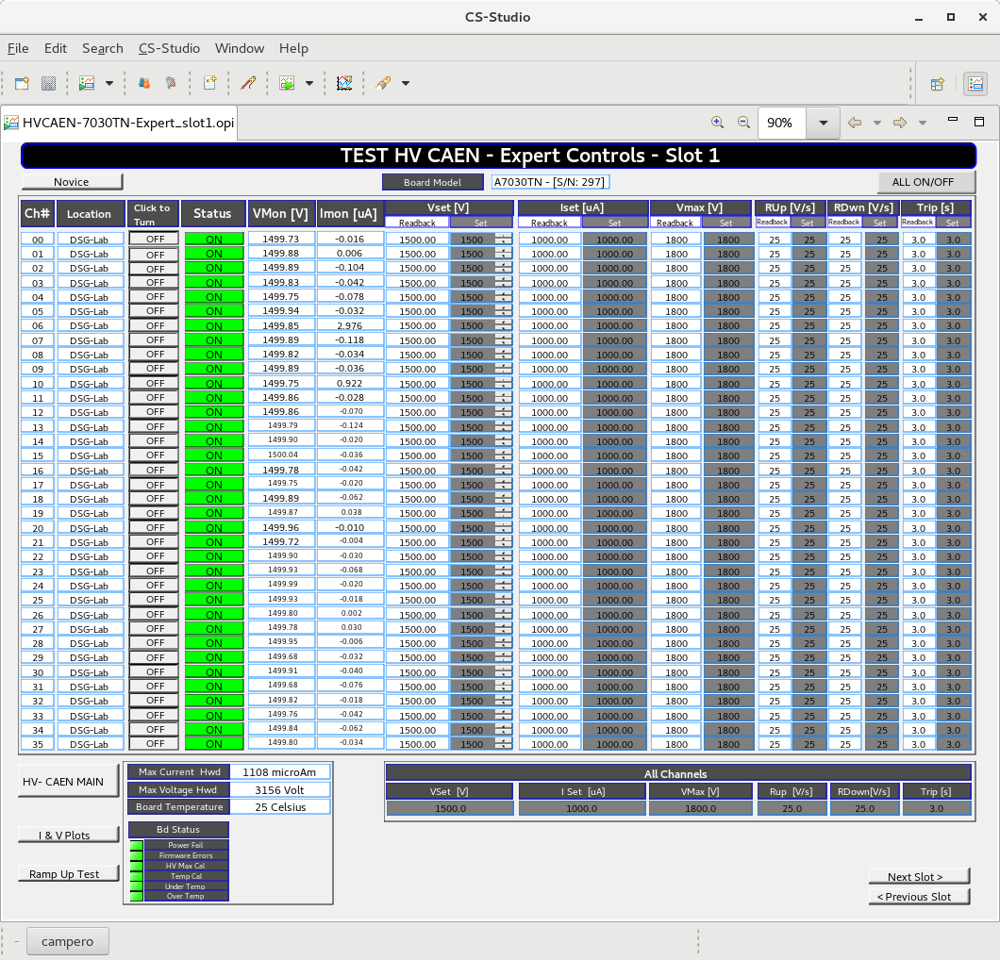 CS-Studio
File Edit Search CS-Studio Window Help
HVCAEN-7030TN-Expert_slot1.opi 90%
TEST HV CAEN - Expert Controls - Slot 1
Novice Board Model A7030TN - [S/N: 297] ALL ON/OFF
Ch# Location Click to Turn Status VMon [V] Imon [uA] Vset [V] Iset [uA] Vmax [V] RUp [V/s] RDwn [V/s] Trip [s]
Readback Set Readback Set Readback Set Readback Set Readback Set Readback Set
00 DSG-Lab OFF ON 1499.73 -0.016 1500.00 1500 1000.00 1000.00 1800 1800 25 25 25 25 3.0 3.0
01 DSG-Lab OFF ON 1499.88 0.006 1500.00 1500 1000.00 1000.00 1800 1800 25 25 25 25 3.0 3.0
02 DSG-Lab OFF ON 1499.89 -0.104 1500.00 1500 1000.00 1000.00 1800 1800 25 25 25 25 3.0 3.0
03 DSG-Lab OFF ON 1499.83 -0.042 1500.00 1500 1000.00 1000.00 1800 1800 25 25 25 25 3.0 3.0
04 DSG-Lab OFF ON 1499.75 -0.078 1500.00 1500 1000.00 1000.00 1800 1800 25 25 25 25 3.0 3.0
05 DSG-Lab OFF ON 1499.94 -0.032 1500.00 1500 1000.00 1000.00 1800 1800 25 25 25 25 3.0 3.0
06 DSG-Lab OFF ON 1499.85 2.976 1500.00 1500 1000.00 1000.00 1800 1800 25 25 25 25 3.0 3.0
07 DSG-Lab OFF ON 1499.89 -0.118 1500.00 1500 1000.00 1000.00 1800 1800 25 25 25 25 3.0 3.0
08 DSG-Lab OFF ON 1499.82 -0.034 1500.00 1500 1000.00 1000.00 1800 1800 25 25 25 25 3.0 3.0
09 DSG-Lab OFF ON 1499.89 -0.036 1500.00 1500 1000.00 1000.00 1800 1800 25 25 25 25 3.0 3.0
10 DSG-Lab OFF ON 1499.75 0.922 1500.00 1500 1000.00 1000.00 1800 1800 25 25 25 25 3.0 3.0
11 DSG-Lab OFF ON 1499.86 -0.028 1500.00 1500 1000.00 1000.00 1800 1800 25 25 25 25 3.0 3.0
12 DSG-Lab OFF ON 1499.86 -0.070 1500.00 1500 1000.00 1000.00 1800 1800 25 25 25 25 3.0 3.0
13 DSG-Lab OFF ON 1499.79 -0.124 1500.00 1500 1000.00 1000.00 1800 1800 25 25 25 25 3.0 3.0
14 DSG-Lab OFF ON 1499.90 -0.020 1500.00 1500 1000.00 1000.00 1800 1800 25 25 25 25 3.0 3.0
15 DSG-Lab OFF ON 1500.04 -0.036 1500.00 1500 1000.00 1000.00 1800 1800 25 25 25 25 3.0 3.0
16 DSG-Lab OFF ON 1499.78 -0.042 1500.00 1500 1000.00 1000.00 1800 1800 25 25 25 25 3.0 3.0
17 DSG-Lab OFF ON 1499.75 -0.020 1500.00 1500 1000.00 1000.00 1800 1800 25 25 25 25 3.0 3.0
18 DSG-Lab OFF ON 1499.89 -0.062 1500.00 1500 1000.00 1000.00 1800 1800 25 25 25 25 3.0 3.0
19 DSG-Lab OFF ON 1499.87 0.038 1500.00 1500 1000.00 1000.00 1800 1800 25 25 25 25 3.0 3.0
20 DSG-Lab OFF ON 1499.96 -0.010 1500.00 1500 1000.00 1000.00 1800 1800 25 25 25 25 3.0 3.0
21 DSG-Lab OFF ON 1499.72 -0.004 1500.00 1500 1000.00 1000.00 1800 1800 25 25 25 25 3.0 3.0
22 DSG-Lab OFF ON 1499.90 -0.030 1500.00 1500 1000.00 1000.00 1800 1800 25 25 25 25 3.0 3.0
23 DSG-Lab OFF ON 1499.93 -0.068 1500.00 1500 1000.00 1000.00 1800 1800 25 25 25 25 3.0 3.0
24 DSG-Lab OFF ON 1499.99 -0.020 1500.00 1500 1000.00 1000.00 1800 1800 25 25 25 25 3.0 3.0
25 DSG-Lab OFF ON 1499.93 -0.018 1500.00 1500 1000.00 1000.00 1800 1800 25 25 25 25 3.0 3.0
26 DSG-Lab OFF ON 1499.80 0.002 1500.00 1500 1000.00 1000.00 1800 1800 25 25 25 25 3.0 3.0
27 DSG-Lab OFF ON 1499.78 0.030 1500.00 1500 1000.00 1000.00 1800 1800 25 25 25 25 3.0 3.0
28 DSG-Lab OFF ON 1499.95 -0.006 1500.00 1500 1000.00 1000.00 1800 1800 25 25 25 25 3.0 3.0
29 DSG-Lab OFF ON 1499.68 -0.032 1500.00 1500 1000.00 1000.00 1800 1800 25 25 25 25 3.0 3.0
30 DSG-Lab OFF ON 1499.91 -0.040 1500.00 1500 1000.00 1000.00 1800 1800 25 25 25 25 3.0 3.0
31 DSG-Lab OFF ON 1499.68 -0.076 1500.00 1500 1000.00 1000.00 1800 1800 25 25 25 25 3.0 3.0
32 DSG-Lab OFF ON 1499.82 -0.018 1500.00 1500 1000.00 1000.00 1800 1800 25 25 25 25 3.0 3.0
33 DSG-Lab OFF ON 1499.76 -0.042 1500.00 1500 1000.00 1000.00 1800 1800 25 25 25 25 3.0 3.0
34 DSG-Lab OFF ON 1499.84 -0.062 1500.00 1500 1000.00 1000.00 1800 1800 25 25 25 25 3.0 3.0
35 DSG-Lab OFF ON 1499.80 -0.034 1500.00 1500 1000.00 1000.00 1800 1800 25 25 25 25 3.0 3.0
HV- CAEN MAIN
I & V Plots
Ramp Up Test
Max Current Hwd 1108 microAm
Max Voltage Hwd 3156 Volt
Board Temperature 25 Celsius
Bd Status
Power Fail
Firmware Errors
HV Max Cal
Temp Cal
Under Temp
Over Temp
All Channels
VSet [V] I Set [uA] VMax [V] Rup [V/s] RDown[V/s] Trip [s]
1500.0 1000.0 1800.0 25.0 25.0 3.0
Next Slot >
< Previous Slot
campero